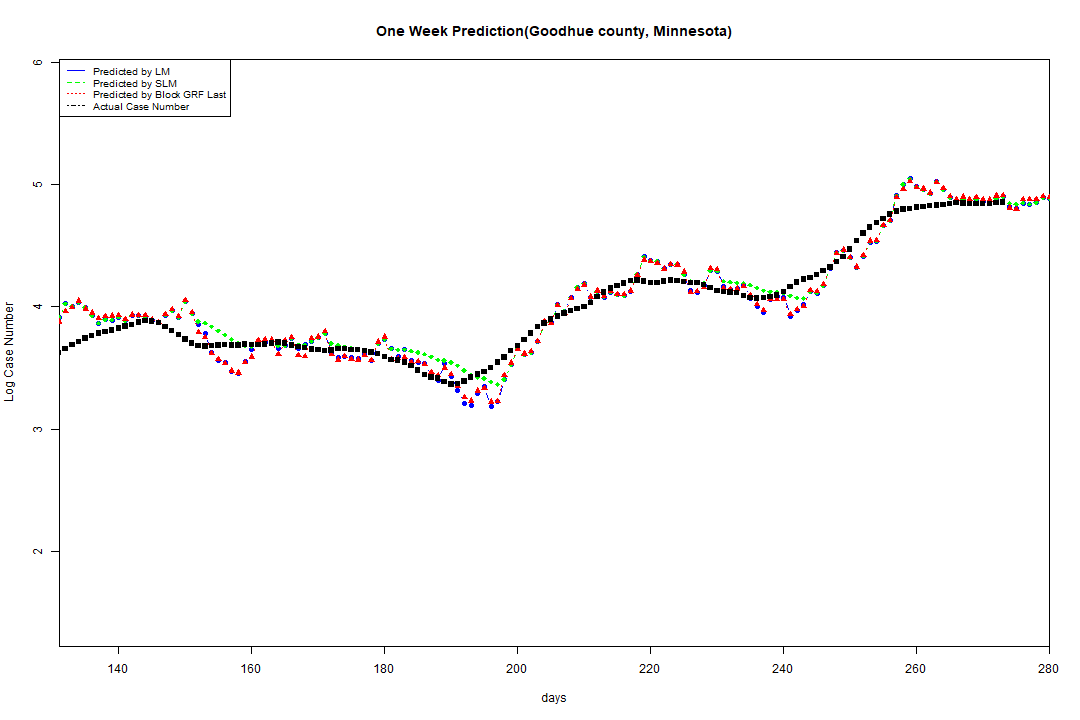 One Week Prediction(Goodhue county, Minnesota)
6
Predicted by LM
Predicted by SLM
Predicted by Block GRF Last
Actual Case Number
5
4
3
2
Log Case Number
140 160 180 200 220 240 260 280
days